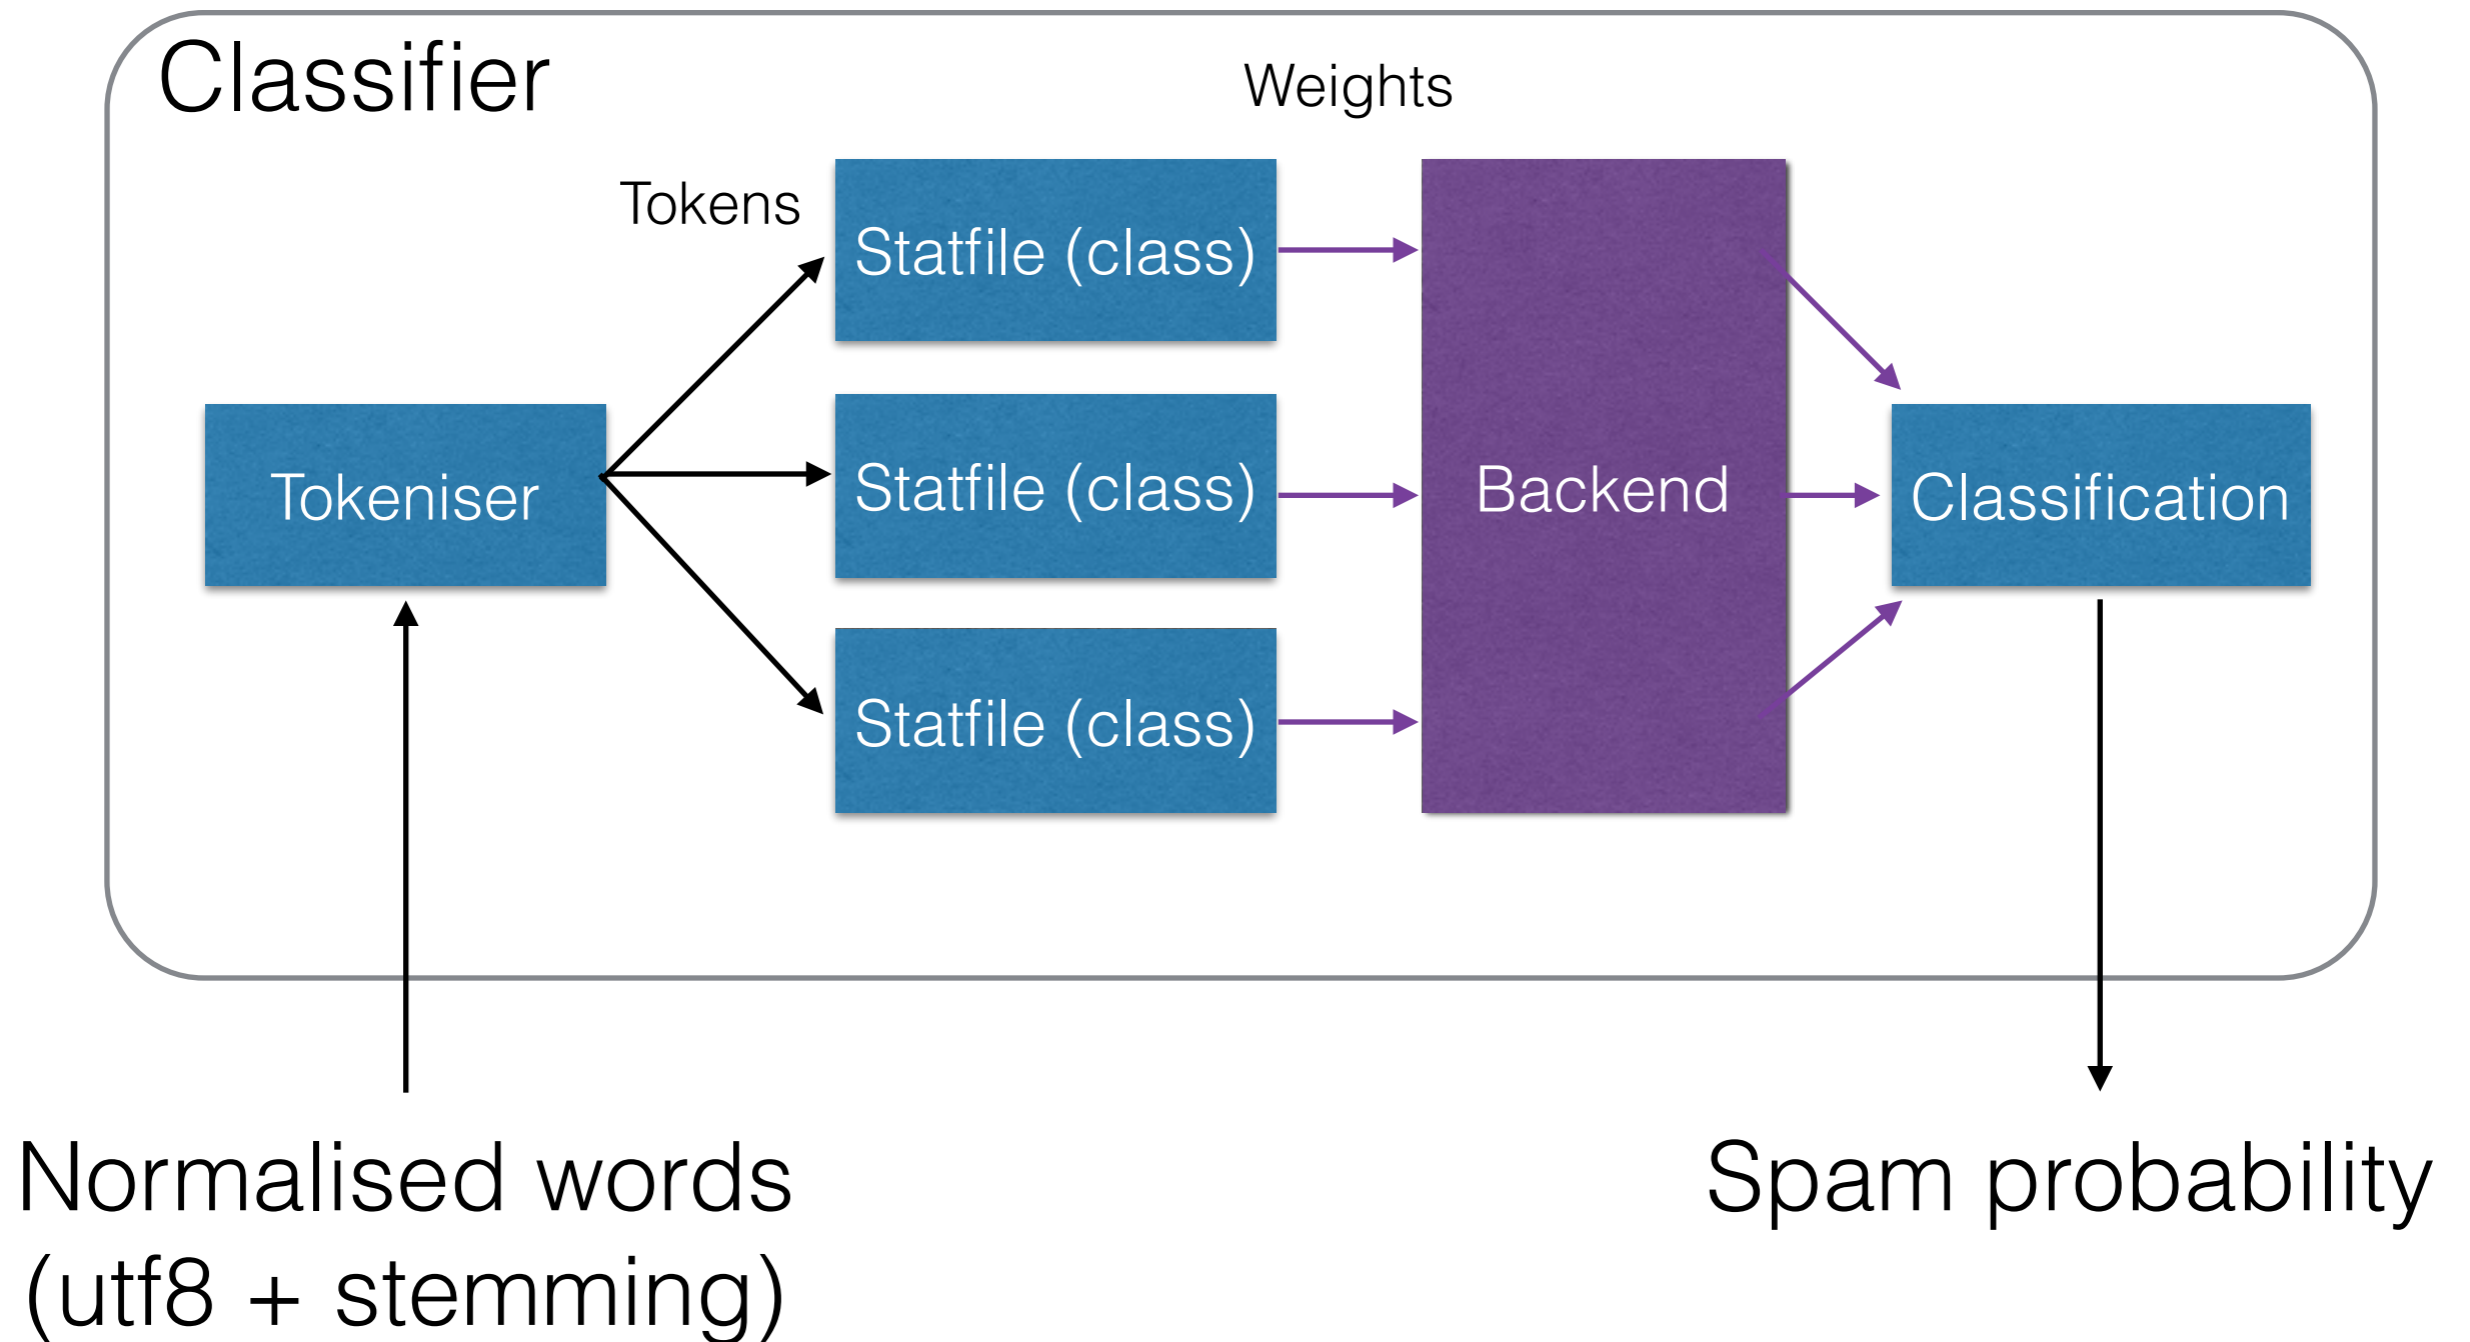 Classifier
Weights
Tokens
Statfile (class)
Tokeniser
Statfile (class)
Backend
Classification
Statfile (class)
Normalised words
(utf8 + stemming)
Spam probability